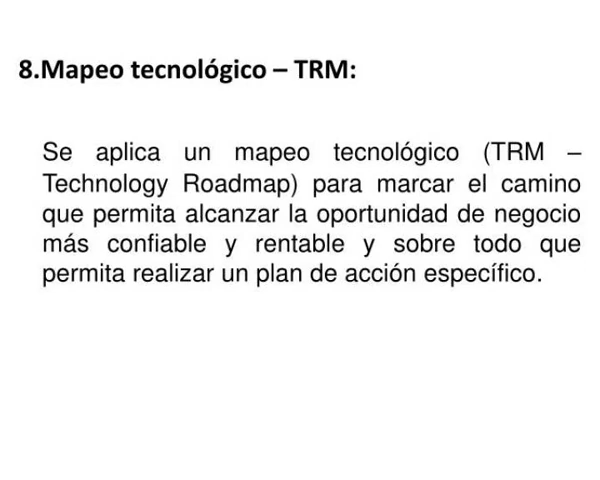 8.Mapeo tecnológico – TRM:
Se aplica un mapeo tecnológico (TRM –
Technology Roadmap) para marcar el camino
que permita alcanzar la oportunidad de negocio
más confiable y rentable y sobre todo que
permita realizar un plan de acción específico.